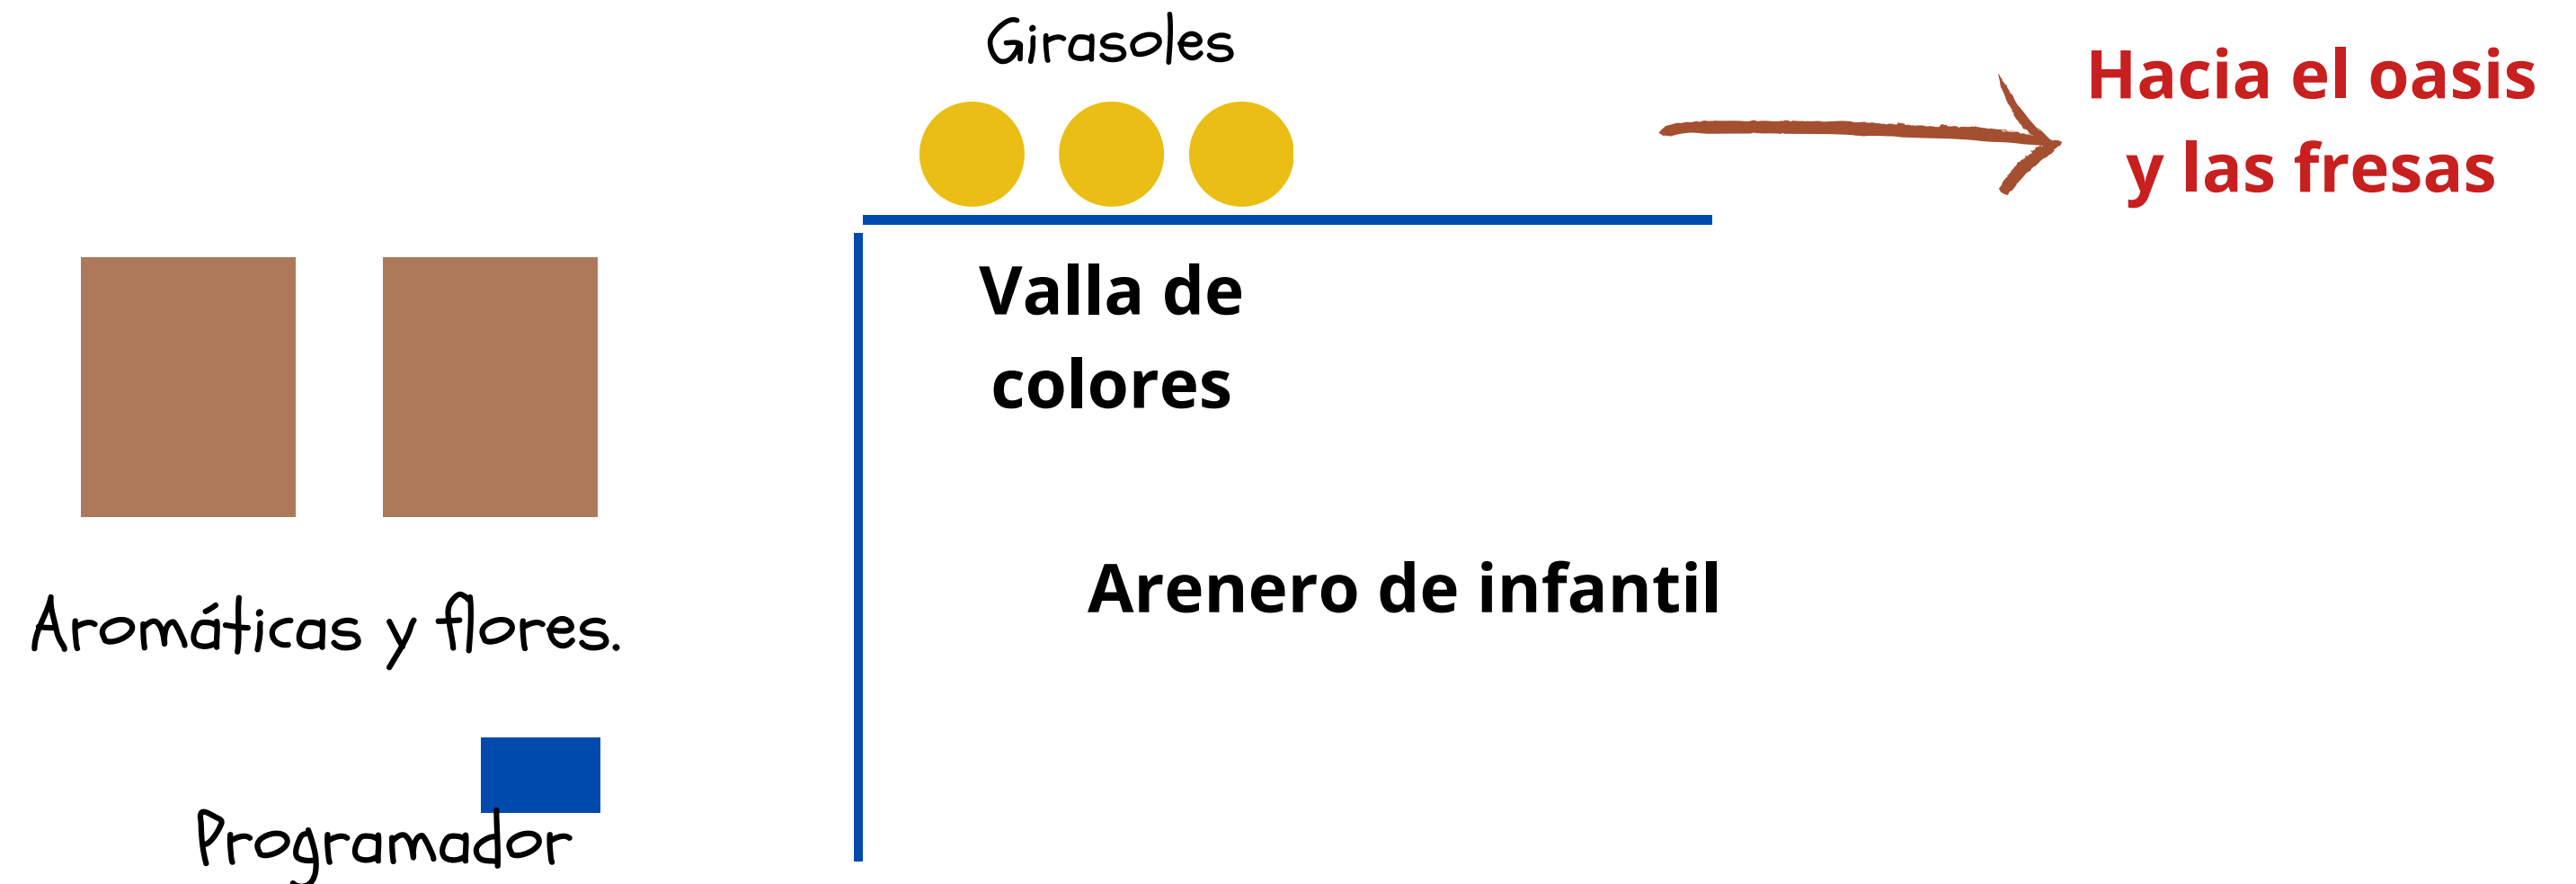 Girasoles
Hacia el oasis
y las fresas
Valla de
colores
Arenero de infantil
Aromáticas y flores.
Programador